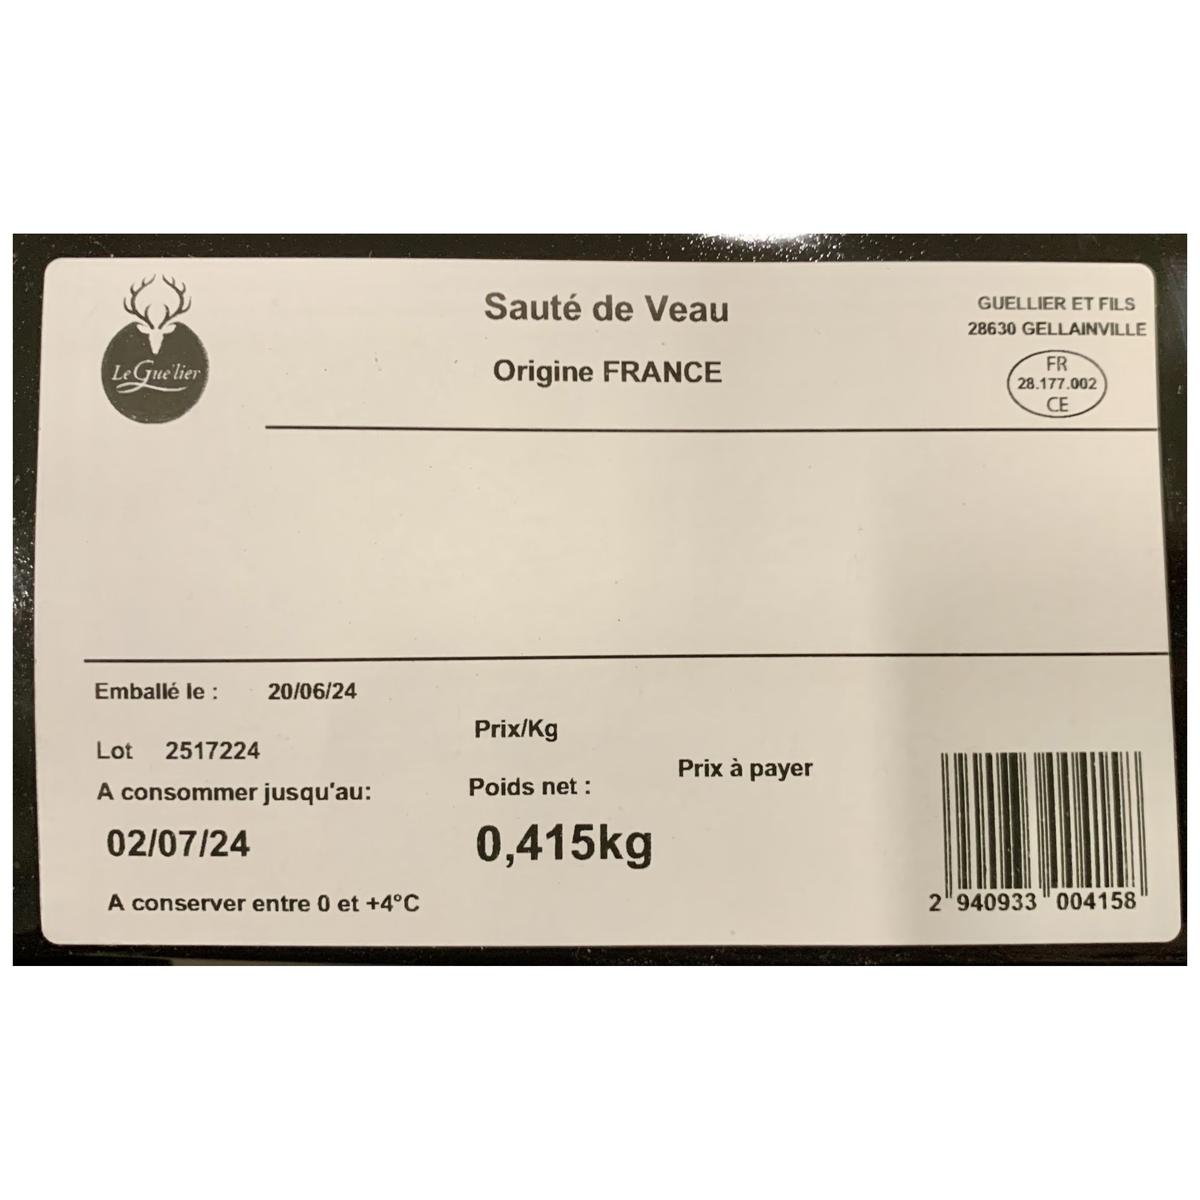 Le Gue'lier
Sauté de Veau
Origine FRANCE
GUELLIER ET FILS
28630 GELLAINVILLE
FR
28.177.002
CE
Emballé le : 20/06/24
Lot 2517224
A consommer jusqu'au:
02/07/24
A conserver entre 0 et +4°C
Prix/Kg
Poids net :
0,415kg
Prix à payer
2 940933 004158